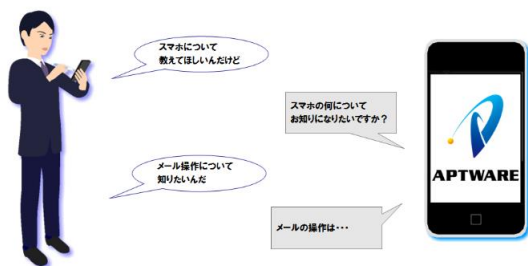 スマホについて
教えてほしいんだけど
スマホの何について
お知りになりたいですか？
メール操作について
知りたいんだ
メールの操作は・・・
APTWARE